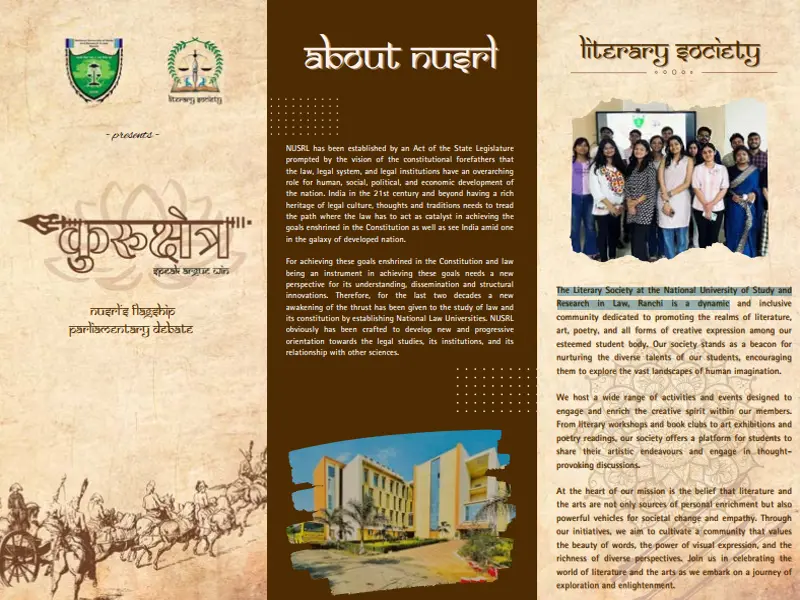 literary society
- presents -
कुरुक्षेत्रा
speak argue win
nusrl's flagship
parliamentary debate
about nusrl
NUSRL has been established by an Act of the State Legislature
prompted by the vision of the constitutional forefathers that
the law, legal system, and legal institutions have an overarching
role for human, social, political, and economic development of
the nation. India in the 21st century and beyond having a rich
heritage of legal culture, thoughts and traditions needs to tread
the path where the law has to act as catalyst in achieving the
goals enshrined in the Constitution as well as see India amid one
in the galaxy of developed nation.
For achieving these goals enshrined in the Constitution and law
being an instrument in achieving these goals needs a new
perspective for its understanding, dissemination and structural
innovations. Therefore, for the last two decades a new
awakening of the thrust has been given to the study of law and
its constitution by establishing National Law Universities. NUSRL
obviously has been crafted to develop new and progressive
orientation towards the legal studies, its institutions, and its
relationship with other sciences.
literary society
The Literary Society at the National University of Study and
Research in Law, Ranchi is a dynamic and inclusive
community dedicated to promoting the realms of literature,
art, poetry, and all forms of creative expression among our
esteemed student body. Our society stands as a beacon for
nurturing the diverse talents of our students, encouraging
them to explore the vast landscapes of human imagination.
We host a wide range of activities and events designed to
engage and enrich the creative spirit within our members.
From literary workshops and book clubs to art exhibitions and
poetry readings, our society offers a platform for students to
share their artistic endeavours and engage in thought-
provoking discussions.
At the heart of our mission is the belief that literature and
the arts are not only sources of personal enrichment but also
powerful vehicles for societal change and empathy. Through
our initiatives, we aim to cultivate a community that values
the beauty of words, the power of visual expression, and the
richness of diverse perspectives. Join us in celebrating the
world of literature and the arts as we embark on a journey of
exploration and enlightenment.